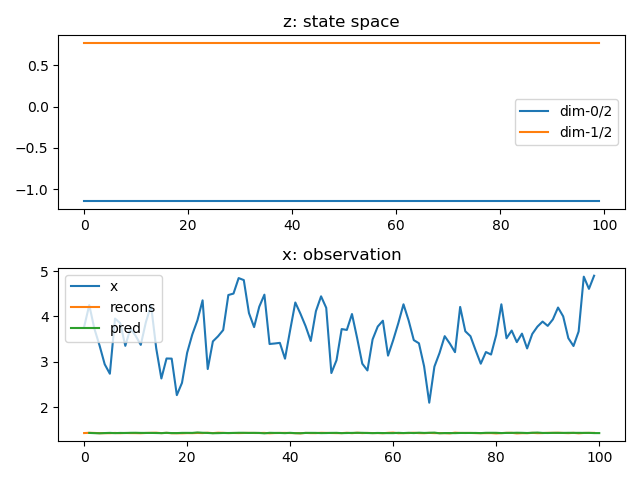 z: state space
0.5
0.0
−0.5
−1.0
dim-0/2
dim-1/2
0 20 40 60 80 100
x: observation
5
4
3
2
x
recons
pred
0 20 40 60 80 100